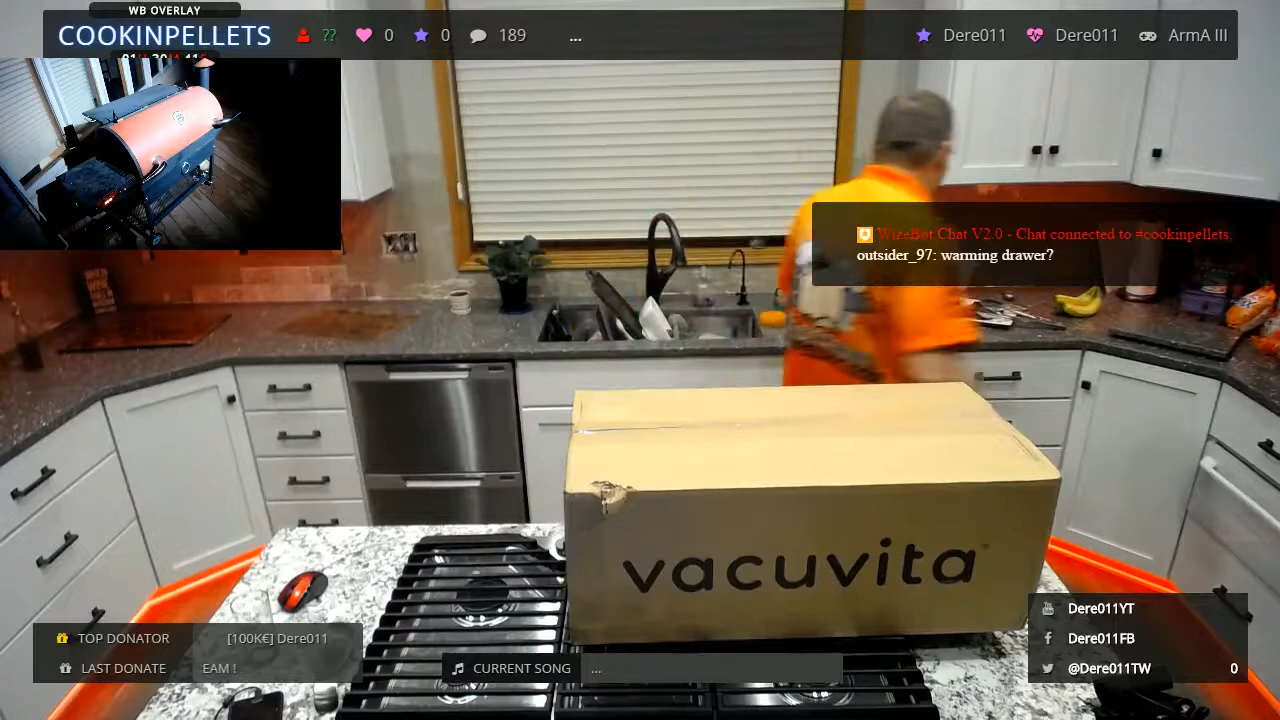 WB OVERLAY
COOKINPELLETS
?? 0 0 189 ...
Dere011 Dere011 ArmA III
WizeBot Chat V2.0 - Chat connected to #cookinpellets.
outsider_97: warming drawer?
vacuvita
TOP DONATOR [100K€] Dere011
LAST DONATE EAM !
CURRENT SONG ...
Dere011YT
Dere011FB
@Dere011TW 0